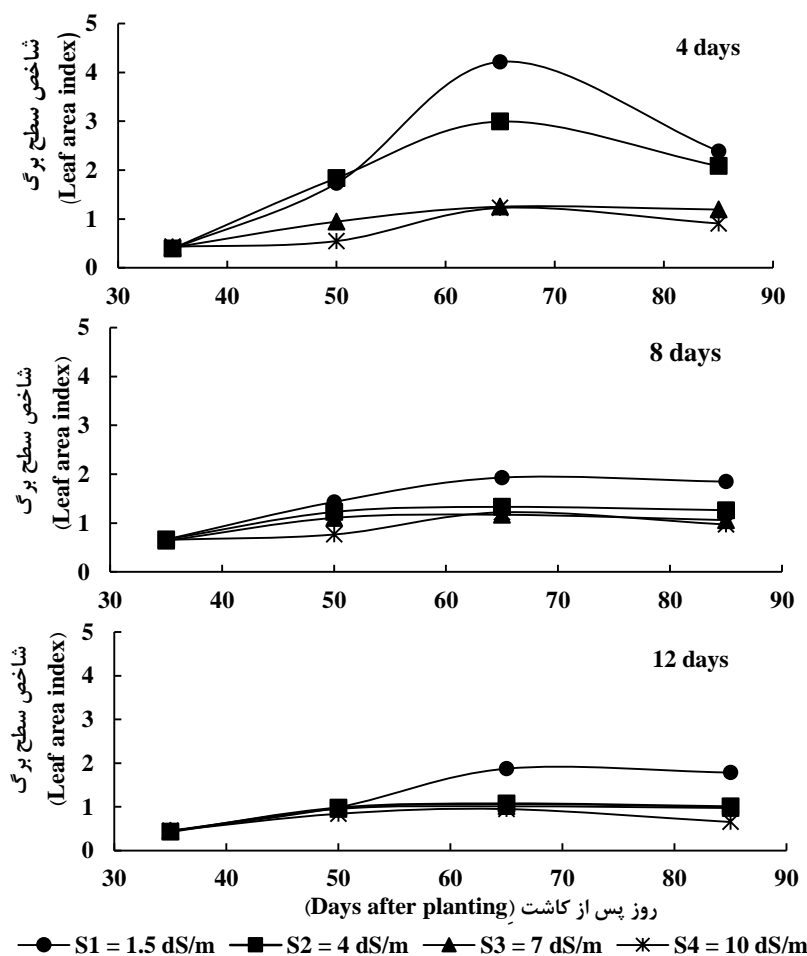 4 days
شاخص سطح برگ
(Leaf area index)
5
4
3
2
1
0
30 40 50 60 70 80 90
8 days
شاخص سطح برگ
(Leaf area index)
5
4
3
2
1
0
30 40 50 60 70 80 90
12 days
شاخص سطح برگ
(Leaf area index)
5
4
3
2
1
0
30 40 50 60 70 80 90
روز پس از کاشت (Days after planting)
S1 = 1.5 dS/m S2 = 4 dS/m S3 = 7 dS/m S4 = 10 dS/m